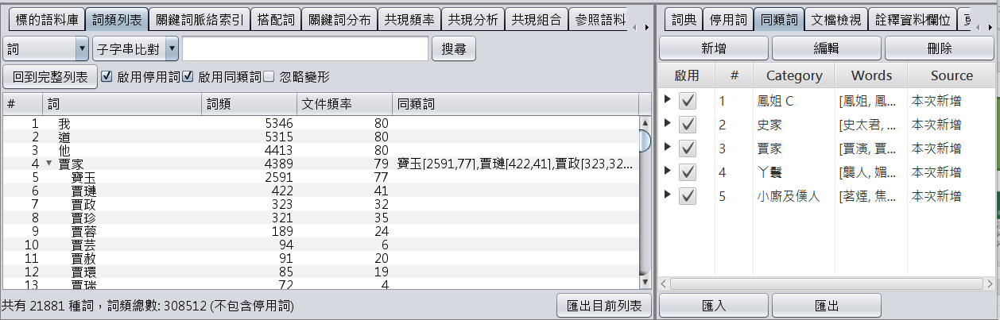 標的語料庫 詞頻列表 關鍵詞脈絡索引 搭配詞 關鍵詞分布 共現頻率 共現分析 共現組合 參照語料
詞 子字串比對 搜尋
回到完整列表 啟用停用詞 啟用同類詞 忽略變形
# 詞 詞頻 文件頻率 同類詞
1 我 5346 80
2 道 5315 80
3 他 4413 80
4 賈家 4389 79 寶玉[2591,77],賈璉[422,41],賈政[323,32...
5 寶玉 2591 77
6 賈璉 422 41
7 賈政 323 32
8 賈珍 321 35
9 賈蓉 189 24
10 賈芸 94 6
11 賈赦 91 20
12 賈環 85 19
13 賈瑞 72 4
共有 21881 種詞，詞頻總數: 308512 (不包含停用詞) 匯出目前列表
詞典 停用詞 同類詞 文檔檢視 詮釋資料欄位
新增 編輯 刪除
啟用 # Category Words Source
1 鳳姐 C [鳳姐, 鳳... 本次新增
2 史家 [史太君, ... 本次新增
3 賈家 [賈演, 賈... 本次新增
4 丫鬟 [襲人, 媚... 本次新增
5 小廝及僕人 [茗煙, 焦... 本次新增
匯入 匯出